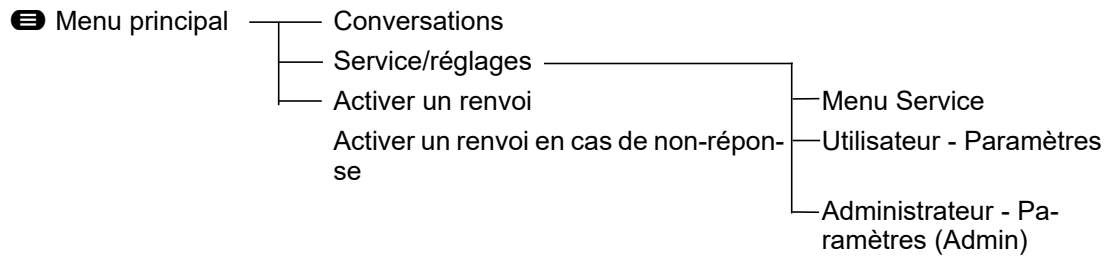 Menu principal
Conversations
Service/réglages
Activer un renvoi
Activer un renvoi en cas de non-répon-
se
Menu Service
Utilisateur - Paramètres
Administrateur - Pa-
ramètres (Admin)